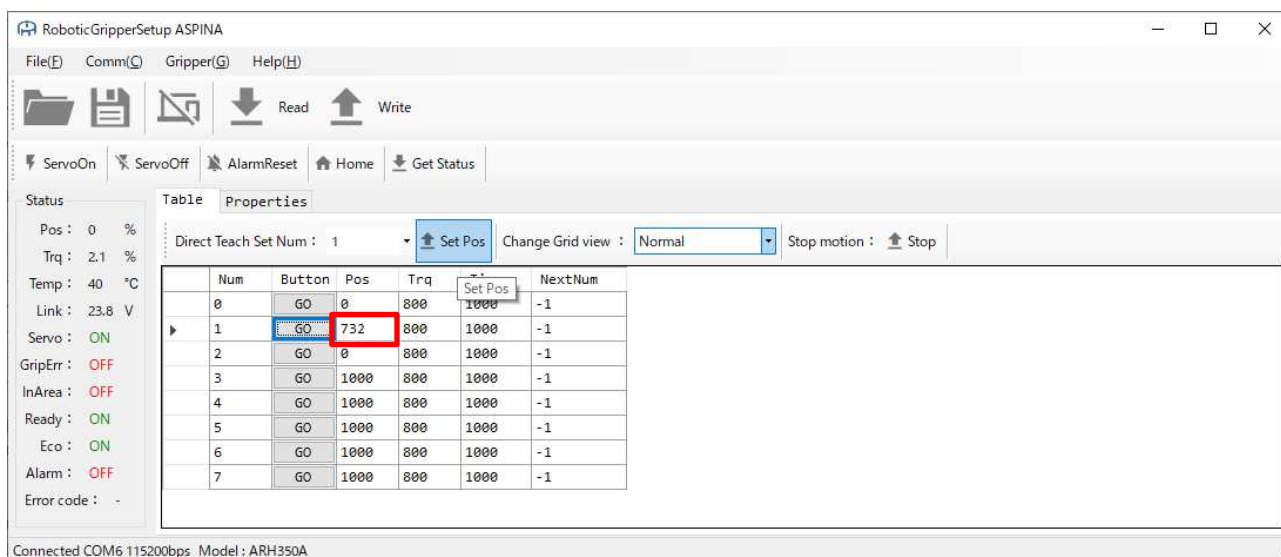 RoboticGripperSetup ASPINA
File(F) Comm(C) Gripper(G) Help(H)
Read Write
ServoOn ServoOff AlarmReset Home Get Status
Status Table Properties
Direct Teach Set Num : 1 Set Pos Change Grid view : Normal Stop motion : Stop
Pos : 0 %
Trq : 2.1 %
Temp : 40 °C
Link : 23.8 V
Servo : ON
GripErr : OFF
InArea : OFF
Ready : ON
Eco : ON
Alarm : OFF
Error code : -
Num Button Pos Trq NextNum
Set Pos
0 GO 0 800 1000 -1
1 GO 732 800 1000 -1
2 GO 0 800 1000 -1
3 GO 1000 800 1000 -1
4 GO 1000 800 1000 -1
5 GO 1000 800 1000 -1
6 GO 1000 800 1000 -1
7 GO 1000 800 1000 -1
Connected COM6 115200bps Model : ARH350A